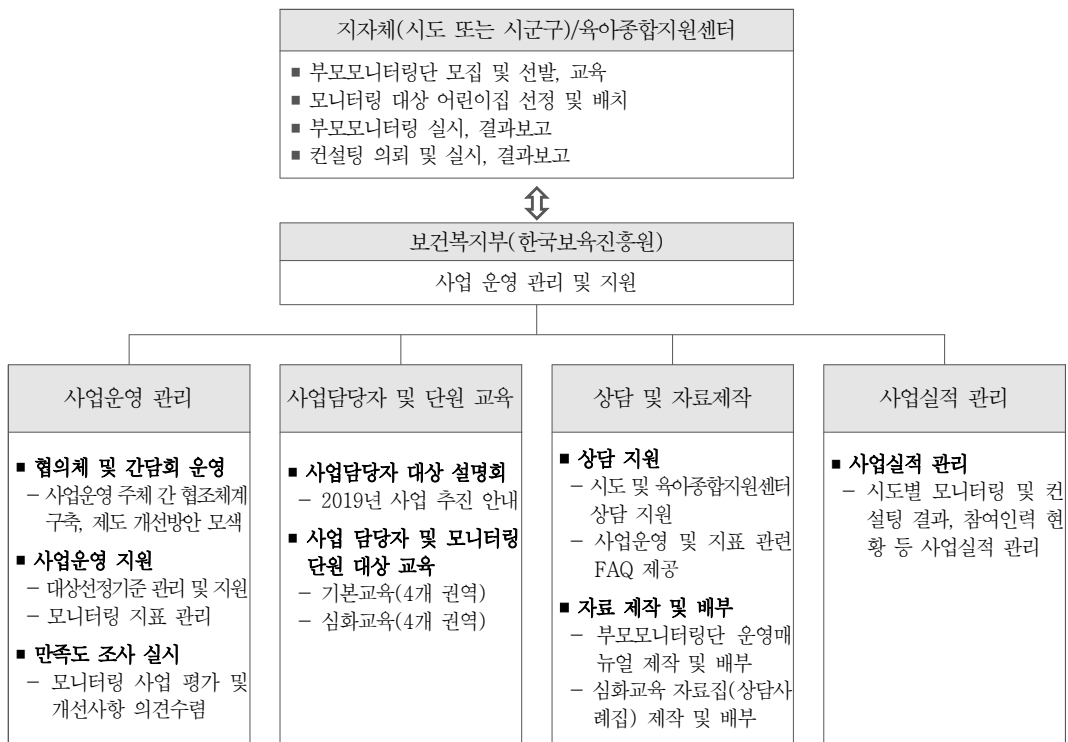 지자체(시도 또는 시군구)/육아종합지원센터
■ 부모모니터링단 모집 및 선발, 교육
■ 모니터링 대상 어린이집 선정 및 배치
■ 부모모니터링 실시, 결과보고
■ 컨설팅 의뢰 및 실시, 결과보고
보건복지부(한국보육진흥원)
사업 운영 관리 및 지원
사업운영 관리
■ 협의체 및 간담회 운영
– 사업운영 주체 간 협조체계
구축, 제도 개선방안 모색
■ 사업운영 지원
– 대상선정기준 관리 및 지원
– 모니터링 지표 관리
■ 만족도 조사 실시
– 모니터링 사업 평가 및
개선사항 의견수렴
사업담당자 및 단원 교육
■ 사업담당자 대상 설명회
– 2019년 사업 추진 안내
■ 사업 담당자 및 모니터링
단원 대상 교육
– 기본교육(4개 권역)
– 심화교육(4개 권역)
상담 및 자료제작
■ 상담 지원
– 시도 및 육아종합지원센터
상담 지원
– 사업운영 및 지표 관련
FAQ 제공
■ 자료 제작 및 배부
– 부모모니터링단 운영매
뉴얼 제작 및 배부
– 심화교육 자료집(상담사
례집) 제작 및 배부
사업실적 관리
■ 사업실적 관리
– 시도별 모니터링 및 컨
설팅 결과, 참여인력 현
황 등 사업실적 관리